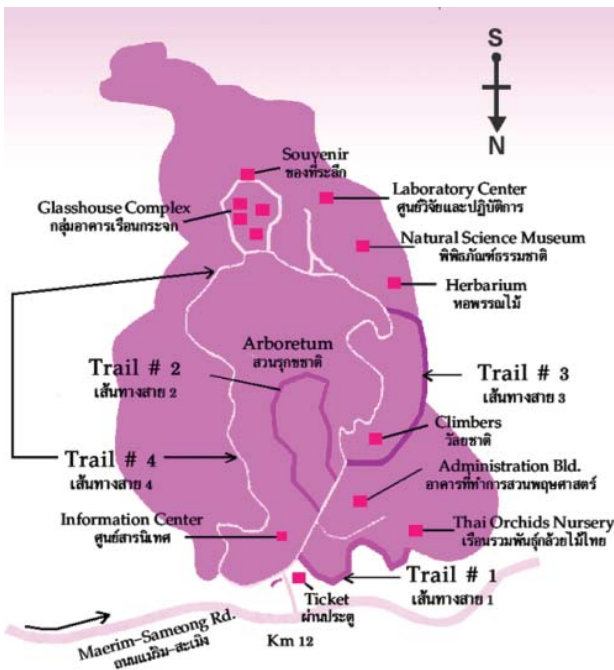 S
N
Souvenir
ของที่ระลึก
Laboratory Center
ศูนย์วิจัยและปฏิบัติการ
Glasshouse Complex
กลุ่มอาคารเรือนกระจก
Natural Science Museum
พิพิธภัณฑ์ธรรมชาติ
Herbarium
หอพรรณไม้
Arboretum
สวนรุกขชาติ
Trail # 2
เส้นทางสาย 2
Trail # 3
เส้นทางสาย 3
Climbers
วัลยชาติ
Trail # 4
เส้นทางสาย 4
Administration Bld.
อาคารที่ทำการสวนพฤษศาสตร์
Information Center
ศูนย์สารนิเทศ
Thai Orchids Nursery
เรือนรวมพันธุ์กล้วยไม้ไทย
Trail # 1
เส้นทางสาย 1
Ticket
ผ่านประตู
Maerim-Sameong Rd.
ถนนแม่ริม-สะเมิง
Km 12